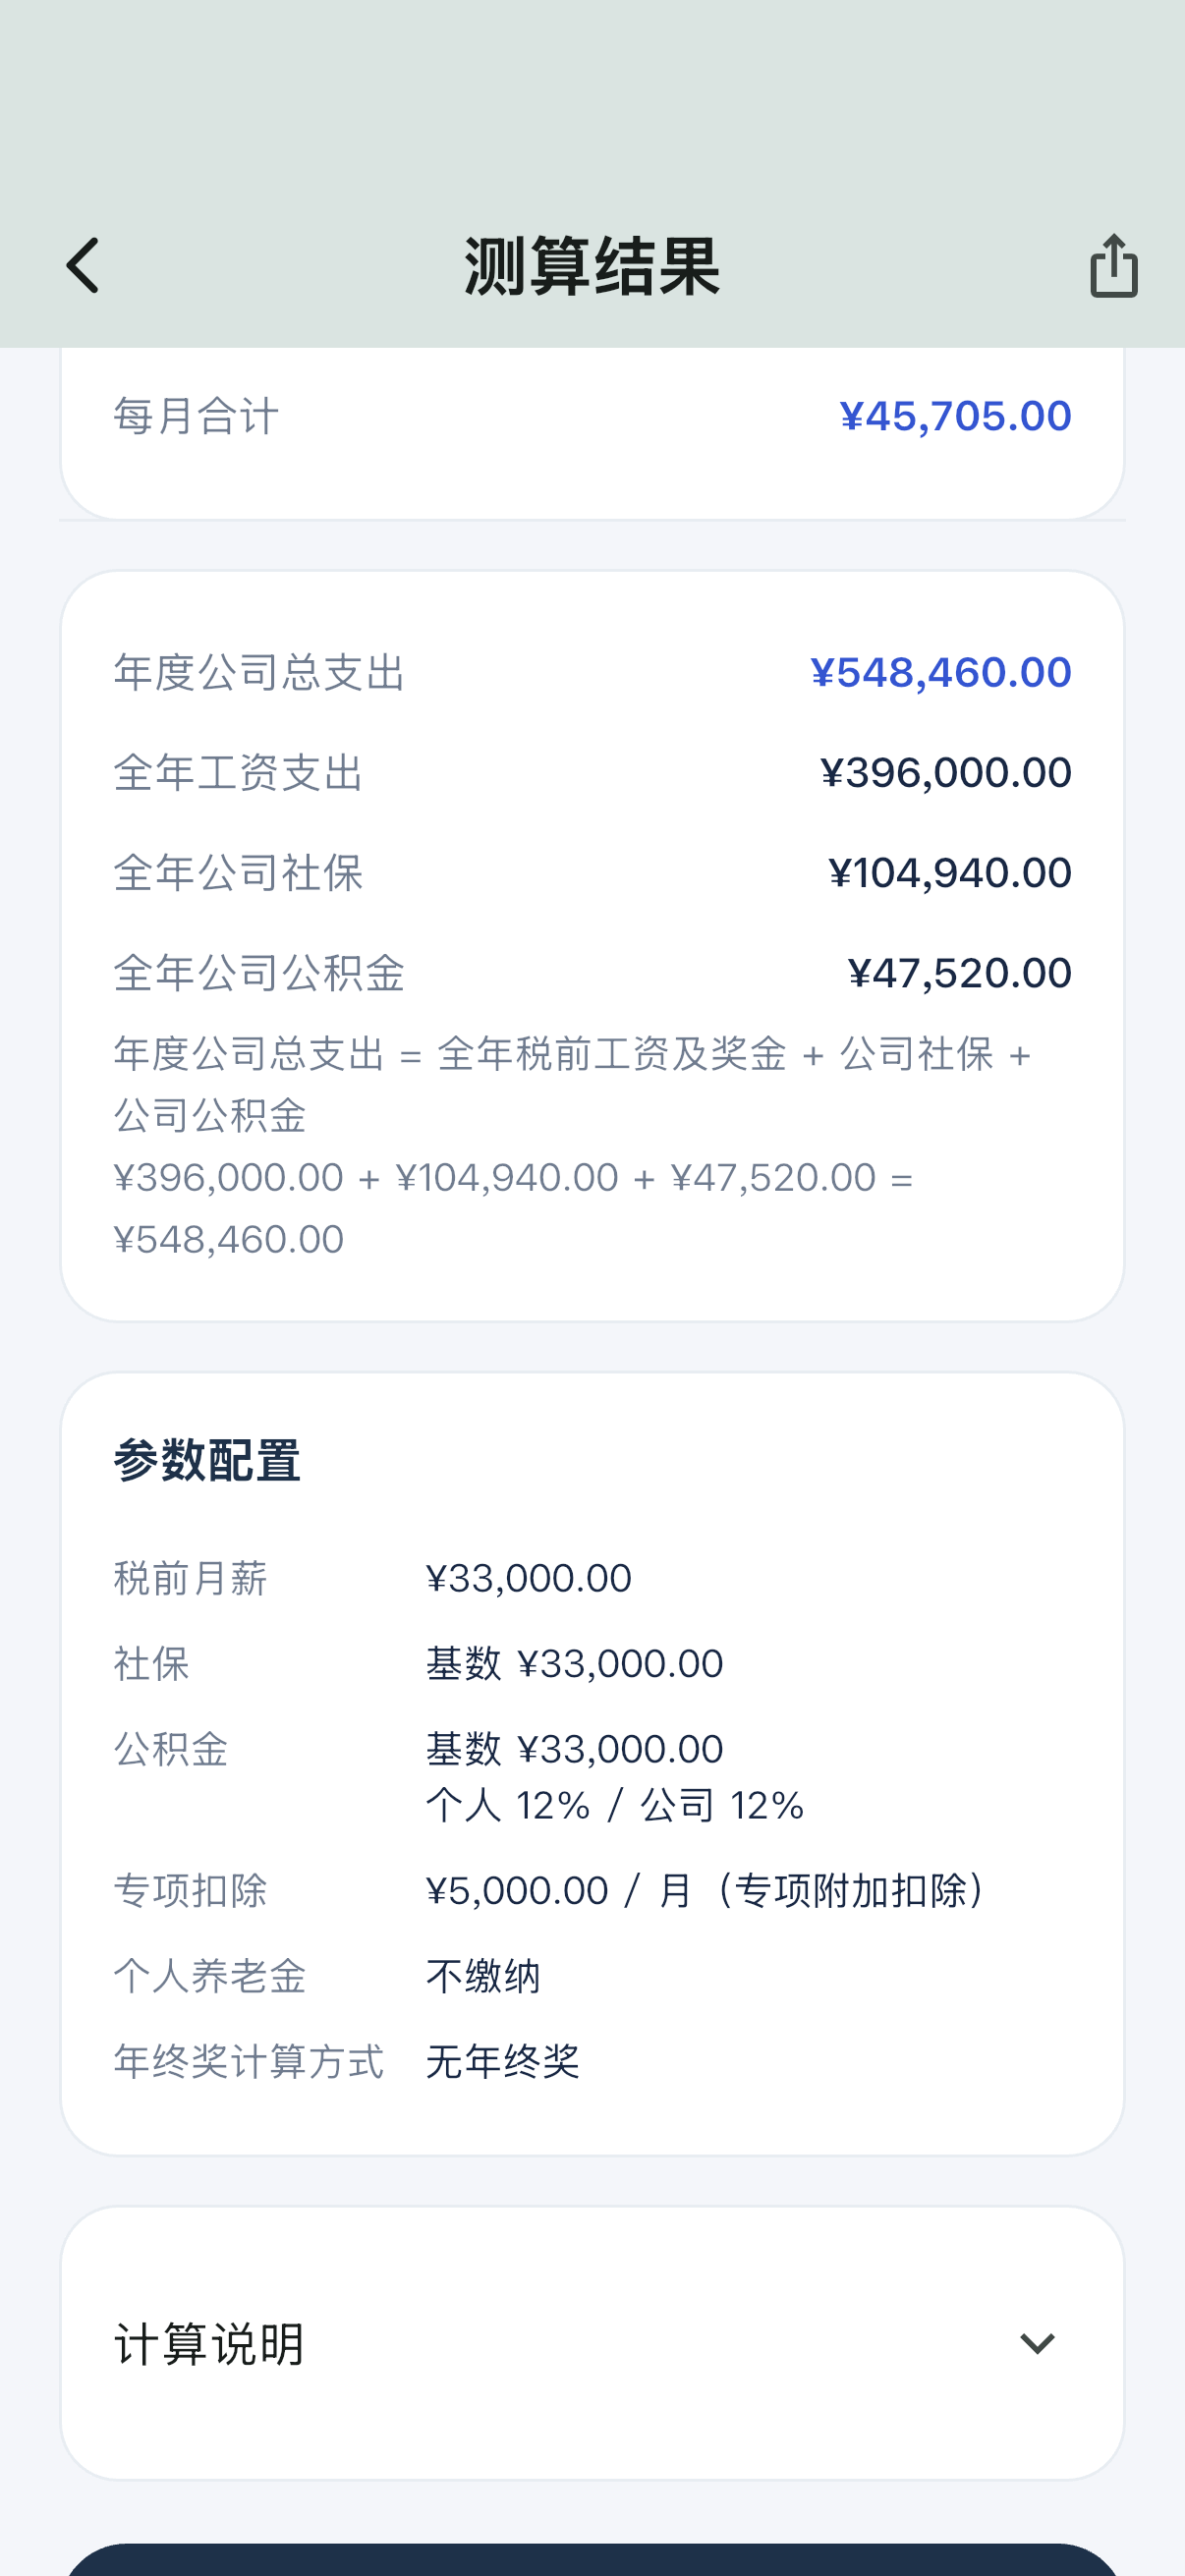 测算结果
每月合计 ¥45,705.00
年度公司总支出 ¥548,460.00
全年工资支出 ¥396,000.00
全年公司社保 ¥104,940.00
全年公司公积金 ¥47,520.00
年度公司总支出 = 全年税前工资及奖金 + 公司社保 +
公司公积金
¥396,000.00 + ¥104,940.00 + ¥47,520.00 =
¥548,460.00
参数配置
税前月薪 ¥33,000.00
社保 基数 ¥33,000.00
公积金 基数 ¥33,000.00
个人 12% / 公司 12%
专项扣除 ¥5,000.00 / 月（专项附加扣除）
个人养老金 不缴纳
年终奖计算方式 无年终奖
计算说明